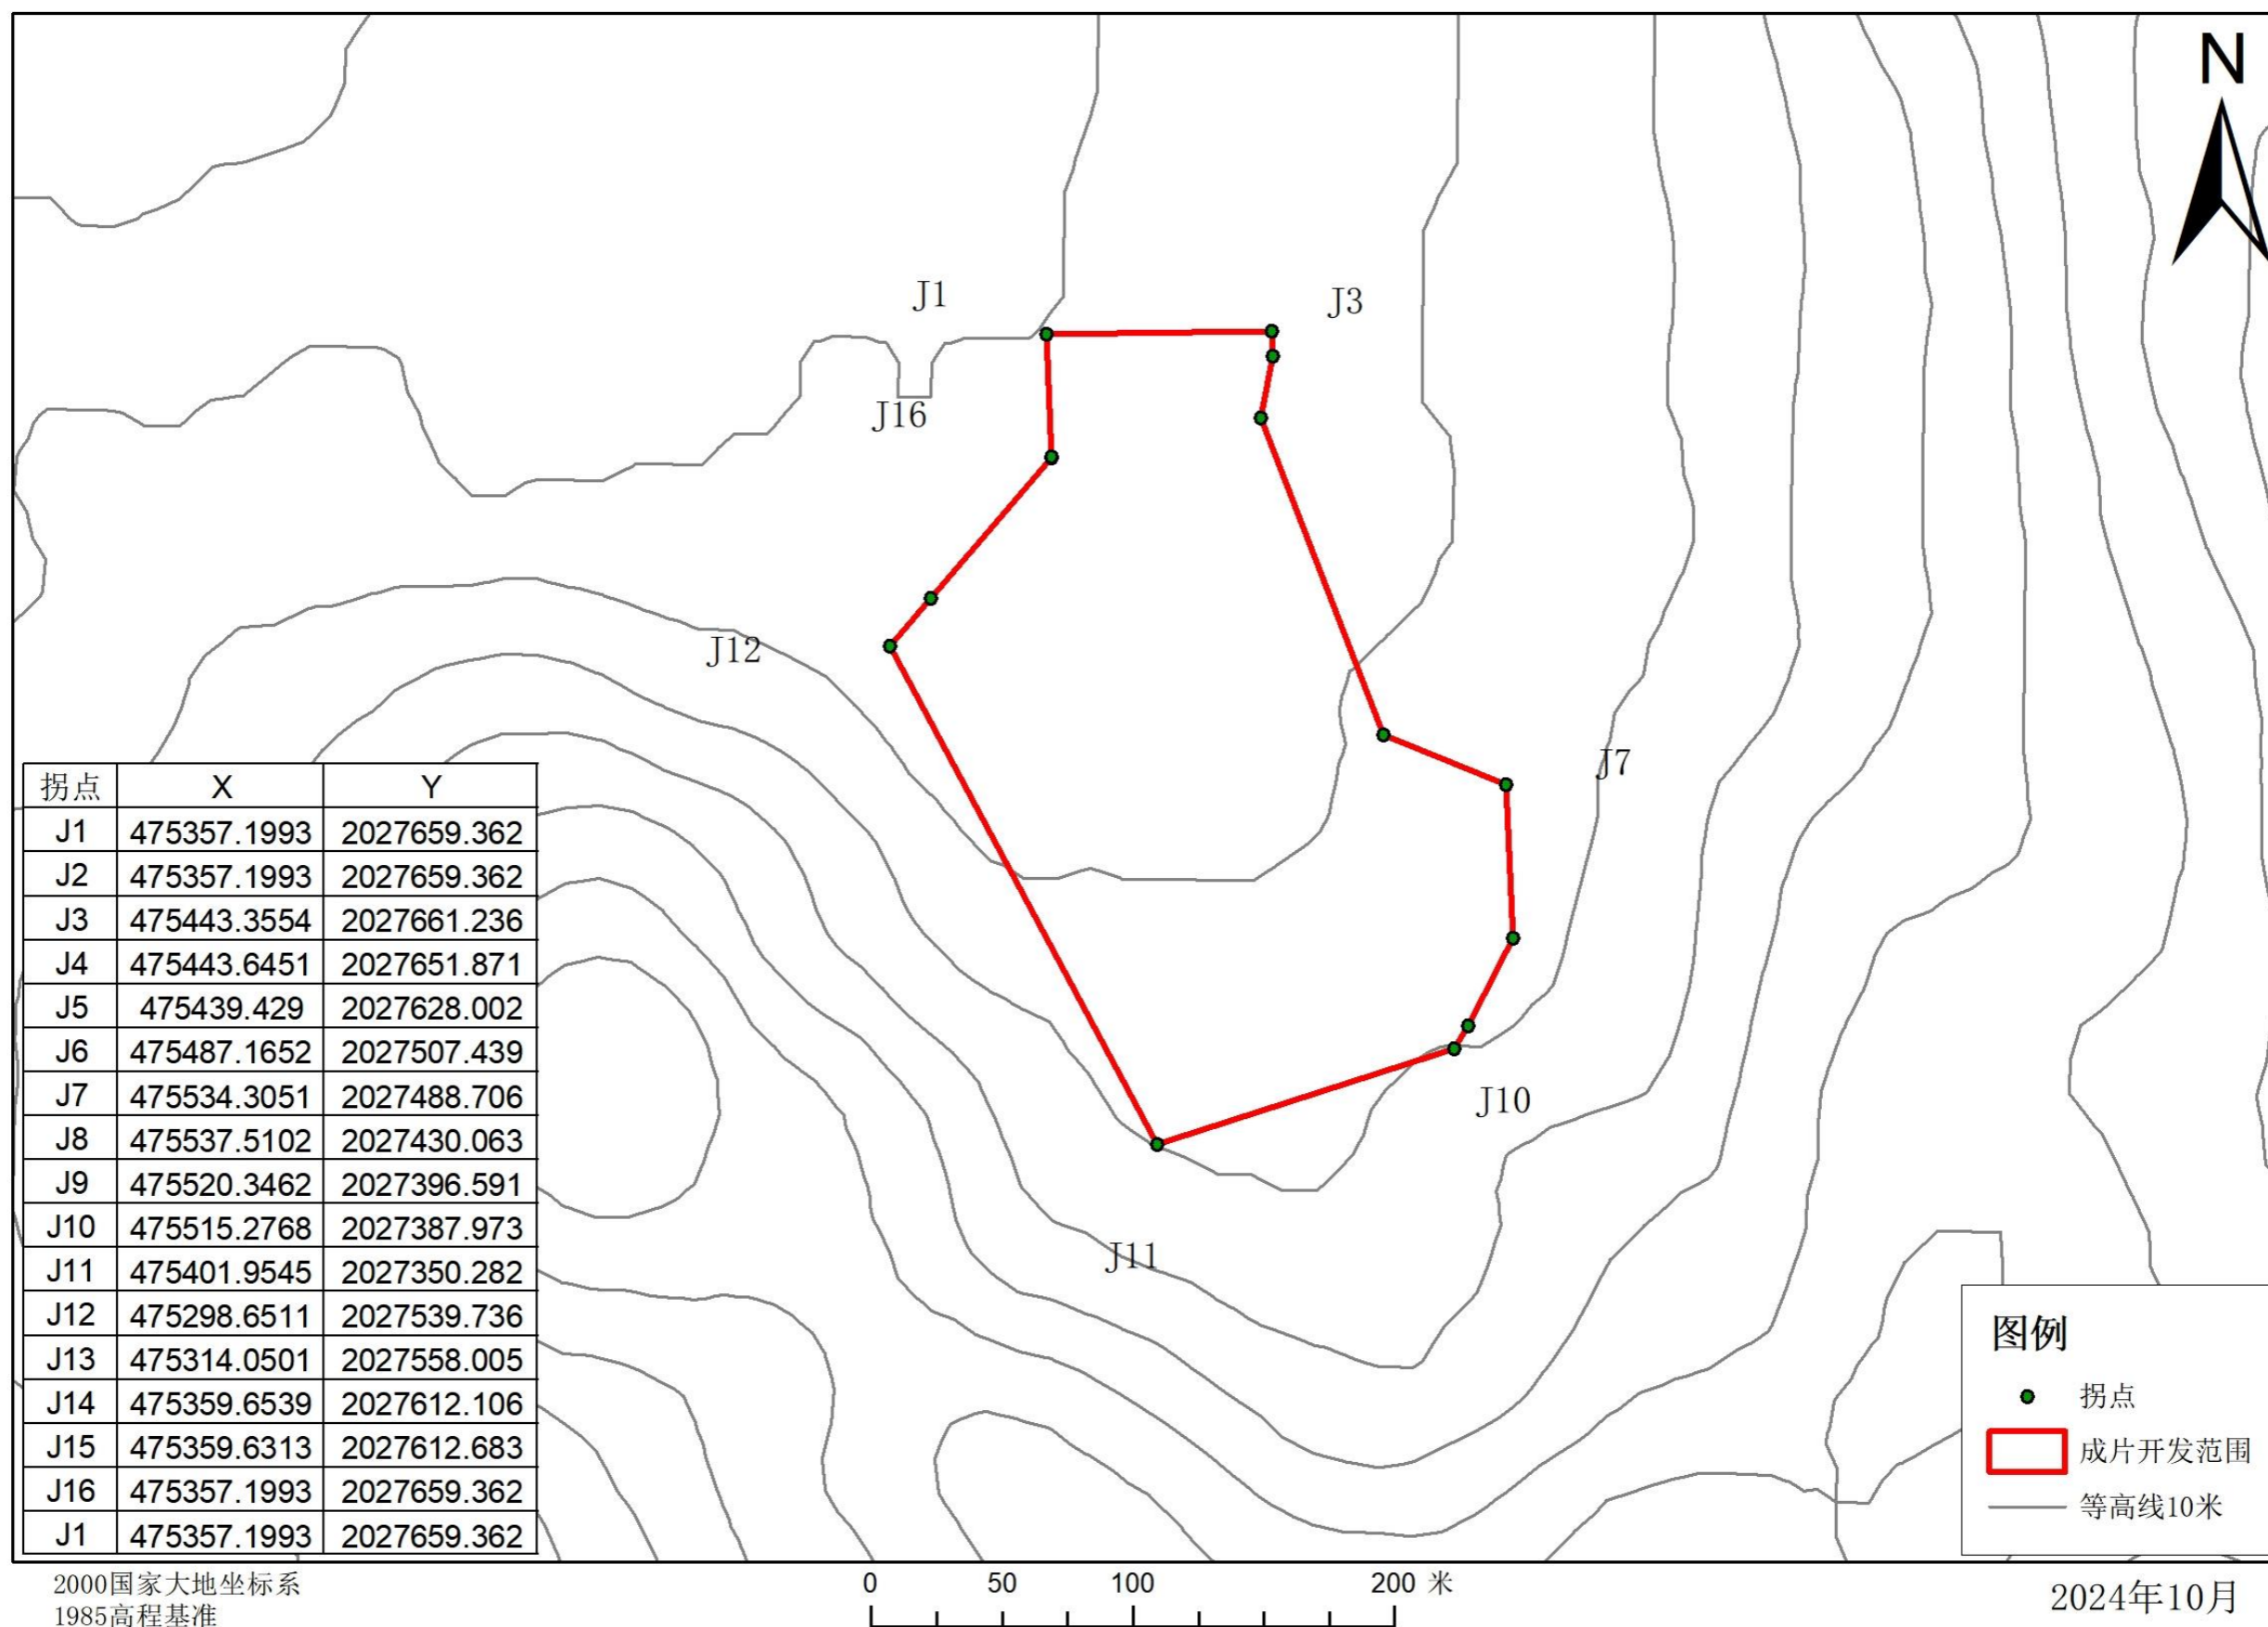 N
J1
J3
J16
J12
J7
J10
J11
拐点 X Y
J1 475357.1993 2027659.362
J2 475357.1993 2027659.362
J3 475443.3554 2027661.236
J4 475443.6451 2027651.871
J5 475439.429 2027628.002
J6 475487.1652 2027507.439
J7 475534.3051 2027488.706
J8 475537.5102 2027430.063
J9 475520.3462 2027396.591
J10 475515.2768 2027387.973
J11 475401.9545 2027350.282
J12 475298.6511 2027539.736
J13 475314.0501 2027558.005
J14 475359.6539 2027612.106
J15 475359.6313 2027612.683
J16 475357.1993 2027659.362
J1 475357.1993 2027659.362
图例
拐点
成片开发范围
等高线10米
2000国家大地坐标系
1985高程基准
0 50 100 200 米
2024年10月